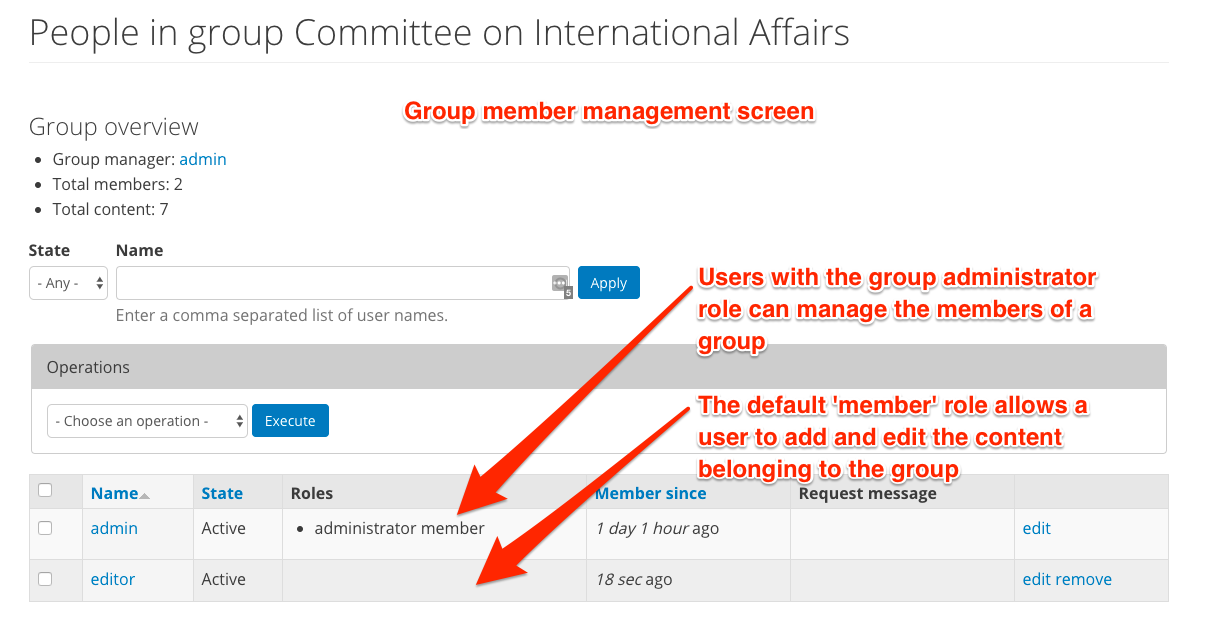 People in group Committee on International Affairs
Group member management screen
Group overview
Group manager: admin
Total members: 2
Total content: 7
State Name
- Any - 5 Apply
Enter a comma separated list of user names.
Users with the group administrator
role can manage the members of a
group
Operations
- Choose an operation - Execute
The default 'member' role allows a
user to add and edit the content
belonging to the group
Name State Roles Member since Request message
admin Active administrator member 1 day 1 hour ago edit
editor Active 18 sec ago edit remove